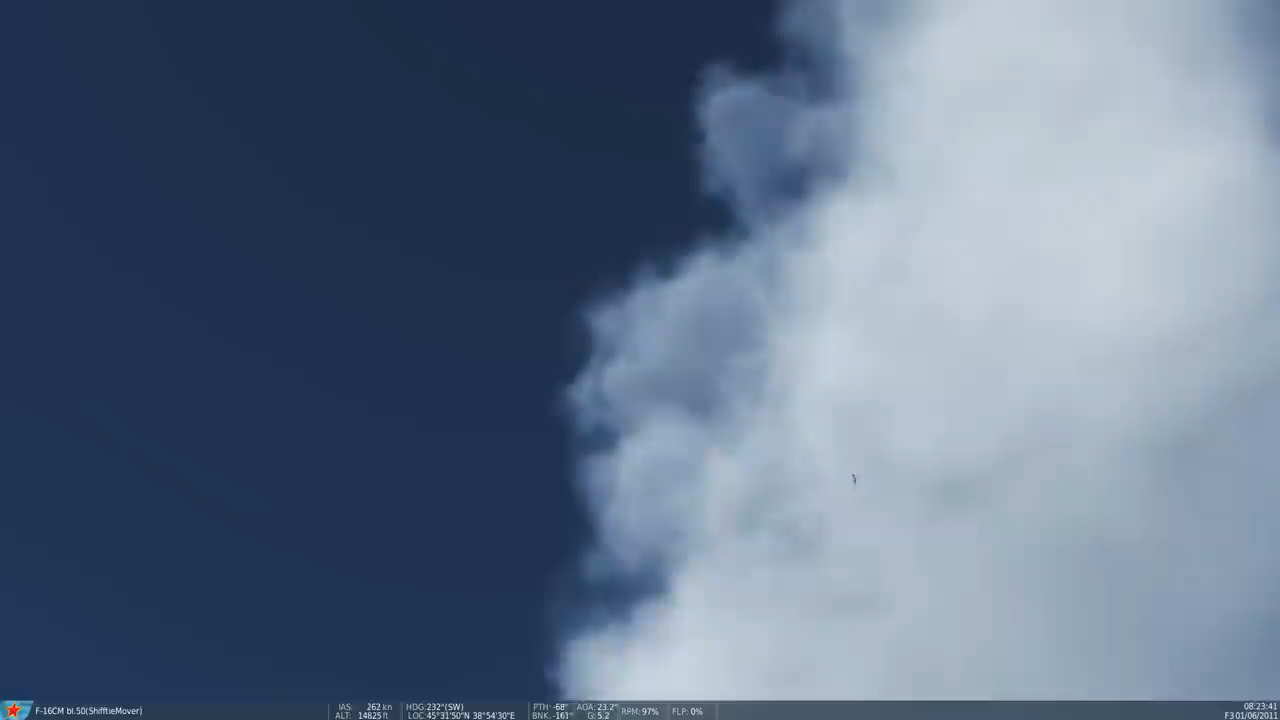 F-16CM bl.50(ShifftieMover)
IAS: 262 kn
ALT: 14825 ft
HDG: 232°(SW)
LOC: 45°31'50"N 38°54'30"E
PTH: -68°
BNK: -161°
AOA: 23.2°
G: 5.2
RPM: 97%
FLP: 0%
08:23:41
F3 01/06/2011